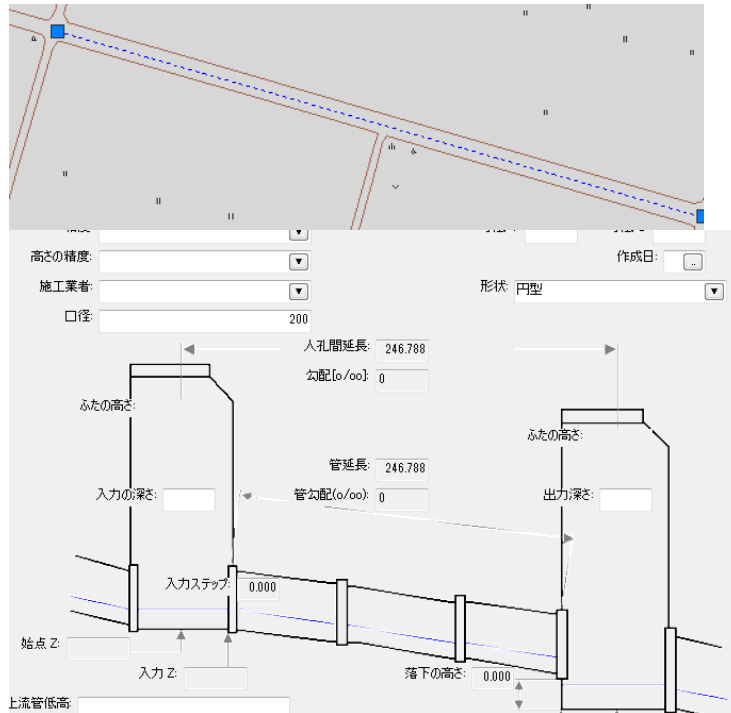 高さの精度:
作成日:
..
施工業者:
形状:
円型
口径:
200
人孔間延長:
246.788
勾配[o/oo]:
0
ふたの高さ:
ふたの高さ:
管延長:
246.788
入力の深さ:
管勾配(o/oo):
0
出力深さ:
入力ステップ:
0.000
始点 Z:
入力 Z:
落下の高さ:
0.000
上流管低高: